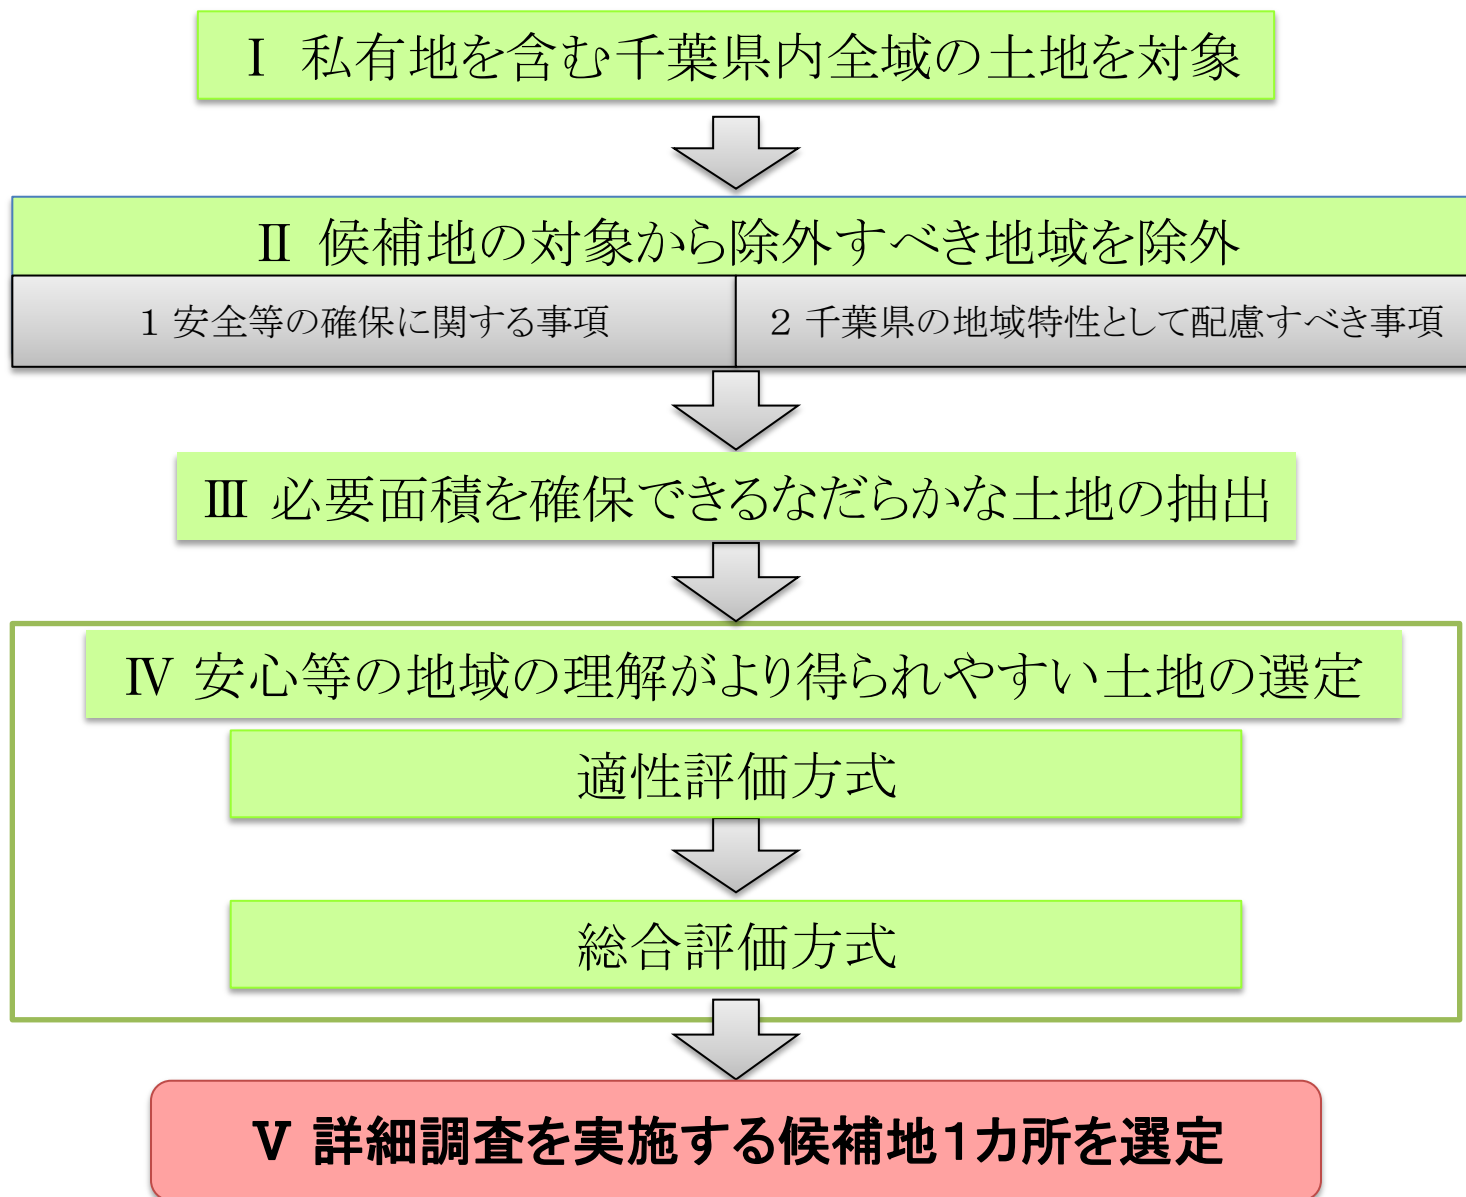 Ⅰ 私有地を含む千葉県内全域の土地を対象
Ⅱ 候補地の対象から除外すべき地域を除外
1 安全等の確保に関する事項
2 千葉県の地域特性として配慮すべき事項
Ⅲ 必要面積を確保できるなだらかな土地の抽出
Ⅳ 安心等の地域の理解がより得られやすい土地の選定
適性評価方式
総合評価方式
Ⅴ 詳細調査を実施する候補地1カ所を選定